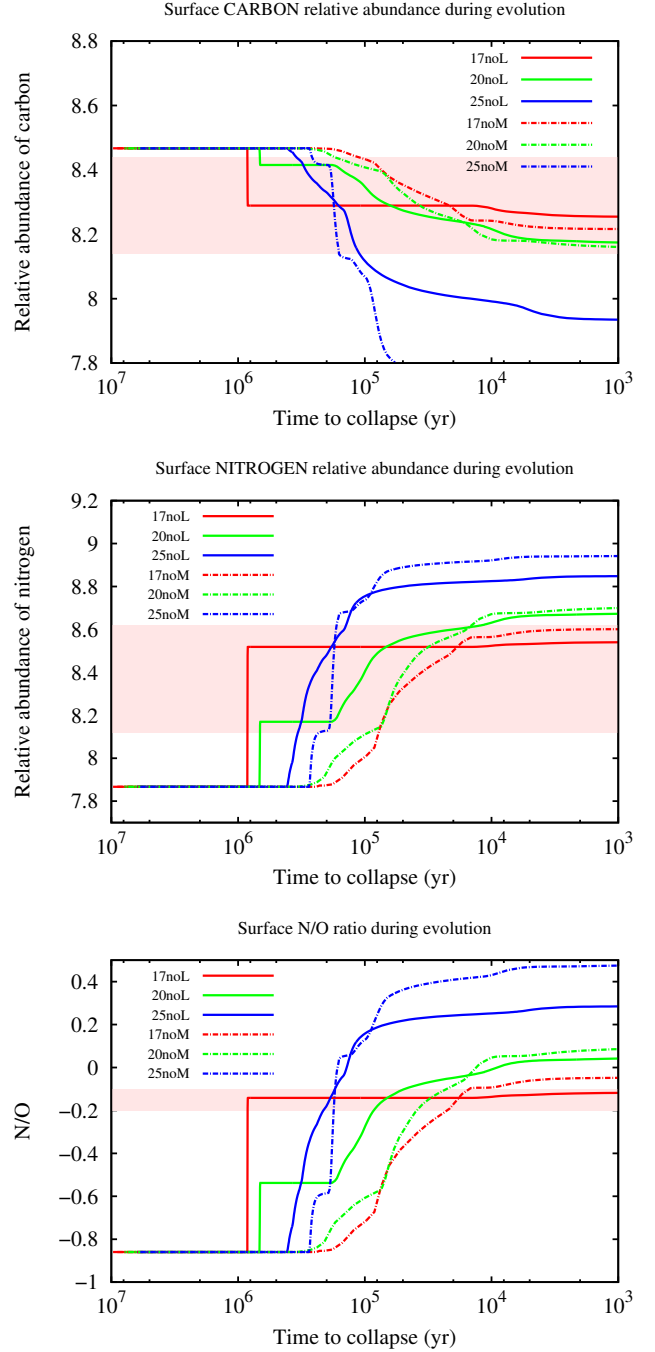 Surface CARBON relative abundance during evolution
Relative abundance of carbon
8.8
8.6
8.4
8.2
8
7.8
17noL
20noL
25noL
17noM
20noM
25noM
10^7 10^6 10^5 10^4 10^3
Time to collapse (yr)
Surface NITROGEN relative abundance during evolution
Relative abundance of nitrogen
9.2
9
8.8
8.6
8.4
8.2
8
7.8
17noL
20noL
25noL
17noM
20noM
25noM
10^7 10^6 10^5 10^4 10^3
Time to collapse (yr)
Surface N/O ratio during evolution
N/O
0.4
0.2
0
−0.2
−0.4
−0.6
−0.8
−1
17noL
20noL
25noL
17noM
20noM
25noM
10^7 10^6 10^5 10^4 10^3
Time to collapse (yr)